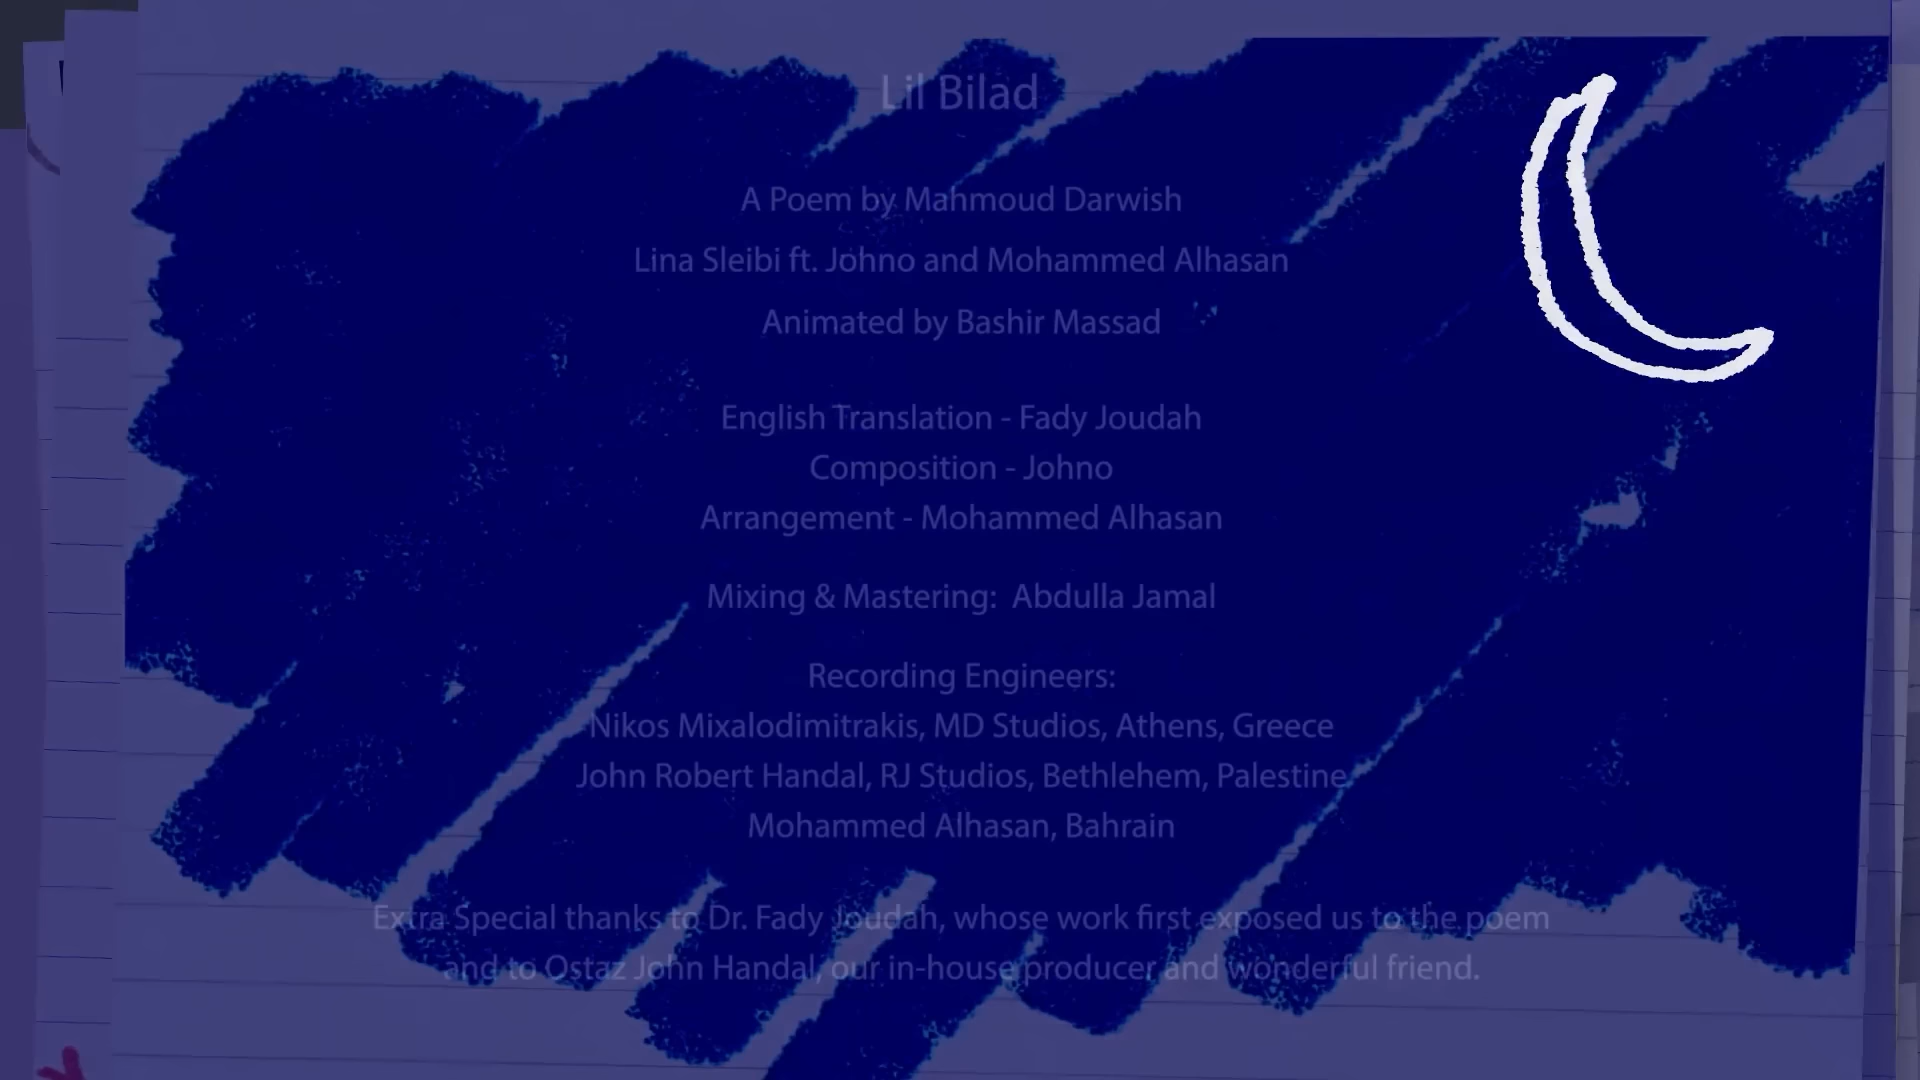 Lil Bilad
A Poem by Mahmoud Darwish
Lina Sleibi ft. Johno and Mohammed Alhasan
Animated by Bashir Massad
English Translation - Fady Joudah
Composition - Johno
Arrangement - Mohammed Alhasan
Mixing & Mastering: Abdulla Jamal
Recording Engineers:
Nikos Mixalodimitrakis, MD Studios, Athens, Greece
John Robert Handal, RJ Studios, Bethlehem, Palestine
Mohammed Alhasan, Bahrain
Extra Special thanks to Dr. Fady Joudah, whose work first exposed us to the poem
and to Ostaz John Handal, our in-house producer and wonderful friend.